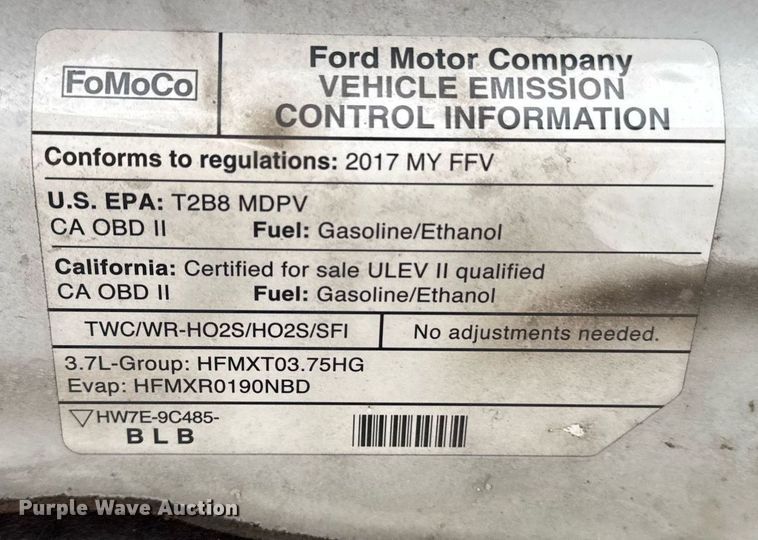 FoMoCo
Ford Motor Company
VEHICLE EMISSION
CONTROL INFORMATION
Conforms to regulations: 2017 MY FFV
U.S. EPA: T2B8 MDPV
CA OBD II Fuel: Gasoline/Ethanol
California: Certified for sale ULEV II qualified
CA OBD II Fuel: Gasoline/Ethanol
TWC/WR-HO2S/HO2S/SFI No adjustments needed.
3.7L-Group: HFMXT03.75HG
Evap: HFMXR0190NBD
HW7E-9C485-
B L B
Purple Wave Auction